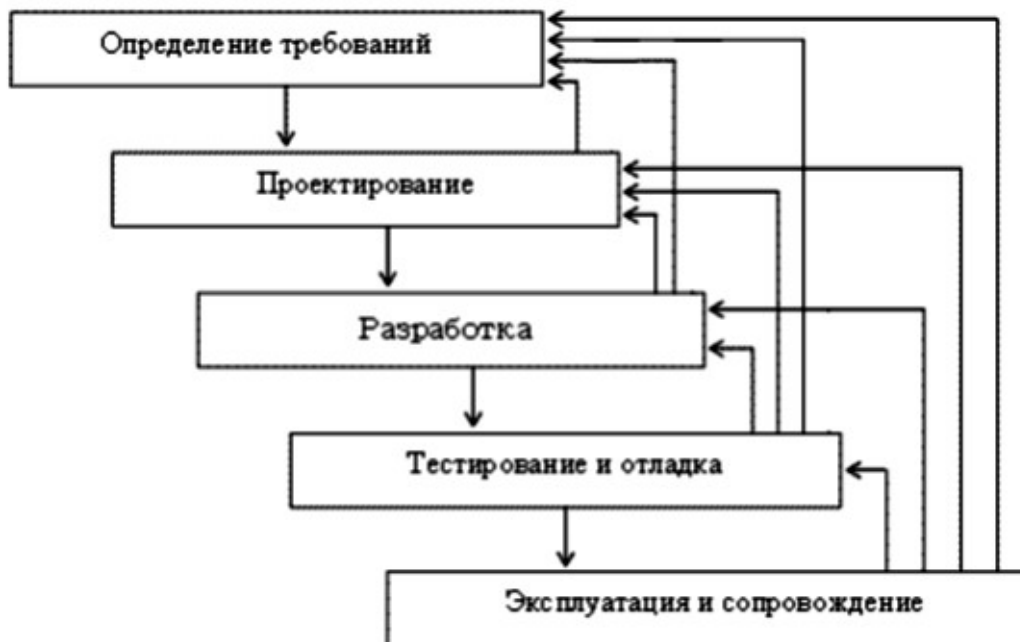 Определение требований
Проектирование
Разработка
Тестирование и отладка
Эксплуатация и сопровождение